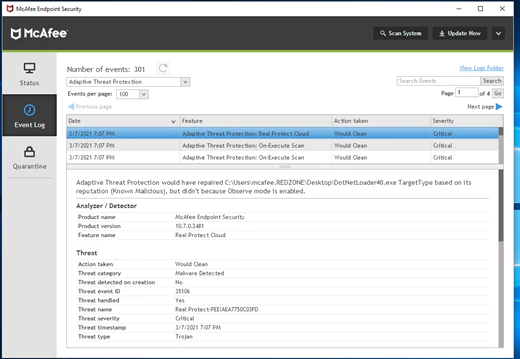 McAfee Endpoint Security
McAfee
Scan System
Update Now
Status
Event Log
Quarantine
Number of events: 301
View Logs Folder
Adaptive Threat Protection
Search Events
Search
Events per page: 100
Page 1 of 4 Go
Previous page
Next page
Date Feature Action taken Severity
3/7/2021 7:07 PM Adaptive Threat Protection: Real Protect Cloud Would Clean Critical
3/7/2021 7:07 PM Adaptive Threat Protection: On-Execute Scan Would Clean Critical
3/7/2021 7:07 PM Adaptive Threat Protection: On-Execute Scan Would Clean Critical
Adaptive Threat Protection would have repaired C:\Users\mcafee.REDZONE\Desktop\DotNetLoader40.exe TargetType based on its
reputation (Known Malicious), but didn't because Observe mode is enabled.
Analyzer / Detector
Product name McAfee Endpoint Security
Product version 10.7.0.2481
Feature name Real Protect Cloud
Threat
Action taken Would Clean
Threat category Malware Detected
Threat detected on creation No
Threat event ID 35106
Threat handled Yes
Threat name Real Protect-PEE!AEA7750C03FD
Threat severity Critical
Threat timestamp 3/7/2021 7:07 PM
Threat type Trojan